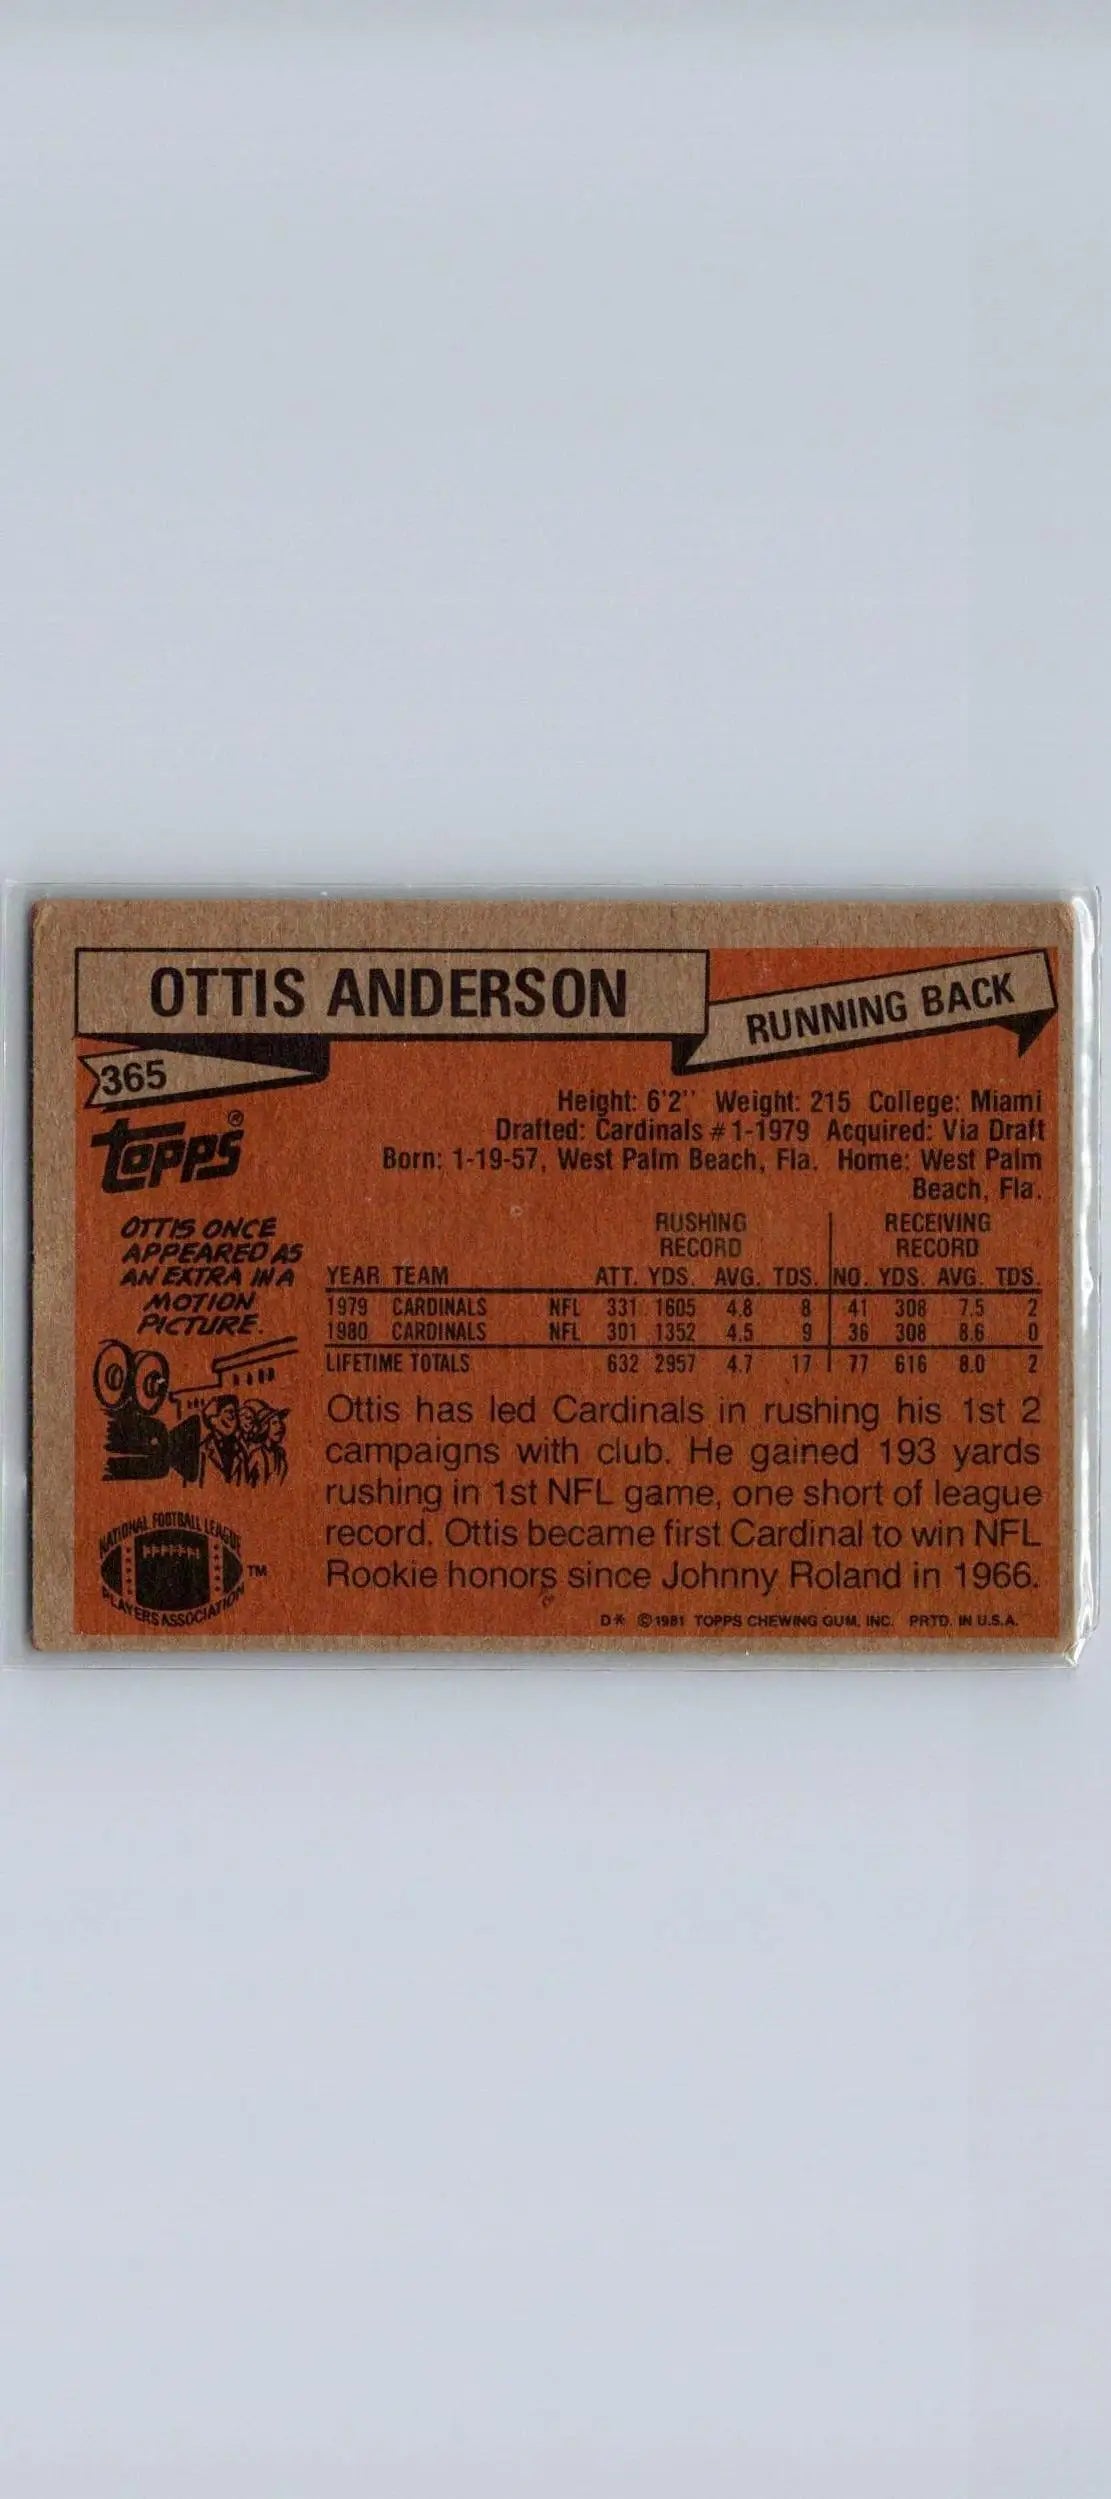 OTTIS ANDERSON
RUNNING BACK
365
Topps®
Height: 6'2" Weight: 215 College: Miami
Drafted: Cardinals #1-1979 Acquired: Via Draft
Born: 1-19-57, West Palm Beach, Fla. Home: West Palm
Beach, Fla.
OTTIS ONCE
APPEARED AS
AN EXTRA IN A
MOTION
PICTURE.
RUSHING RECEIVING
RECORD RECORD
YEAR TEAM ATT. YDS. AVG. TDS. NO. YDS. AVG. TDS.
1979 CARDINALS NFL 331 1605 4.8 8 41 308 7.5 2
1980 CARDINALS NFL 301 1352 4.5 9 36 308 8.6 0
LIFETIME TOTALS 632 2957 4.7 17 77 616 8.0 2
Ottis has led Cardinals in rushing his 1st 2
campaigns with club. He gained 193 yards
rushing in 1st NFL game, one short of league
record. Ottis became first Cardinal to win NFL
Rookie honors since Johnny Roland in 1966.
NATIONAL FOOTBALL LEAGUE
PLAYERS ASSOCIATION
TM
D* ©1981 TOPPS CHEWING GUM, INC. PRTD. IN U.S.A.